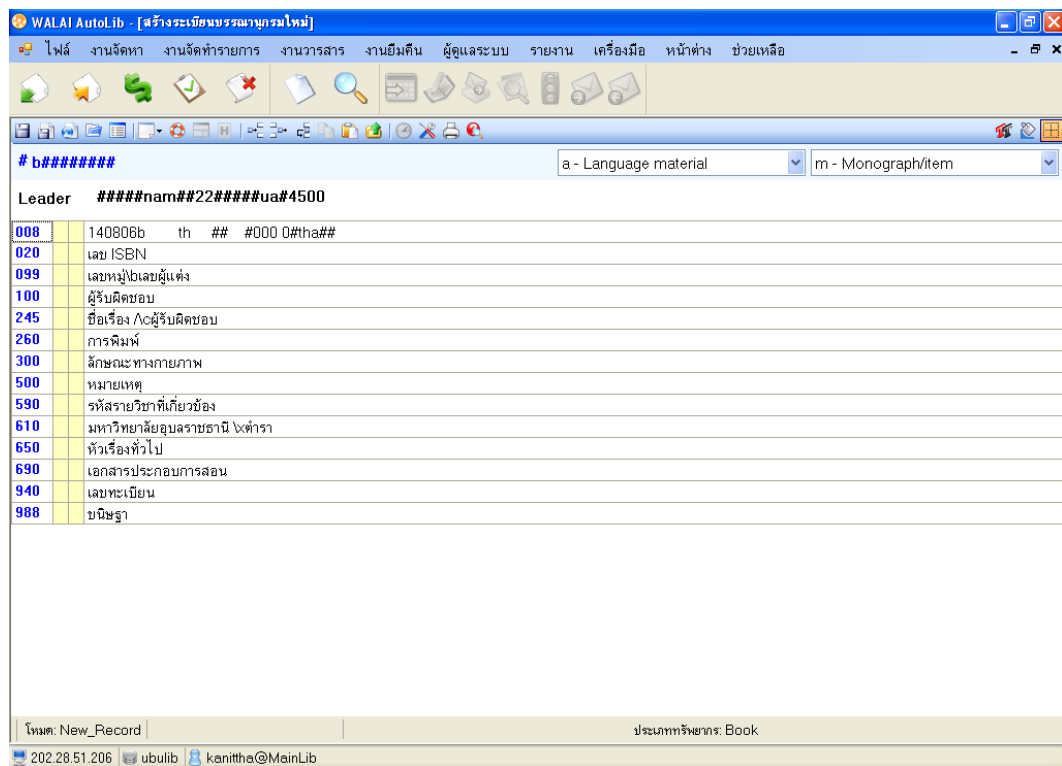 WALAI AutoLib - [สร้างระเบียนบรรณานุกรมใหม่]
ไฟล์ งานจัดหา งานจัดทำรายการ งานวารสาร งานยืมคืน ผู้ดูแลระบบ รายงาน เครื่องมือ หน้าต่าง ช่วยเหลือ
# b######## a - Language material m - Monograph/item
Leader #####nam##22#####ua#4500
008 140806b th ## #000 0#tha##
020 เลข ISBN
099 เลขหมู่\bเลขผู้แต่ง
100 ผู้รับผิดชอบ
245 ชื่อเรื่อง /\cผู้รับผิดชอบ
260 การพิมพ์
300 ลักษณะทางกายภาพ
500 หมายเหตุ
590 รหัสรายวิชาที่เกี่ยวข้อง
610 มหาวิทยาลัยอุบลราชธานี \xตำรา
650 หัวเรื่องทั่วไป
690 เอกสารประกอบการสอน
940 เลขทะเบียน
988 ขนิษฐา
โหมด: New_Record ประเภททรัพยากร: Book
202.28.51.206 ubulib kanittha@MainLib